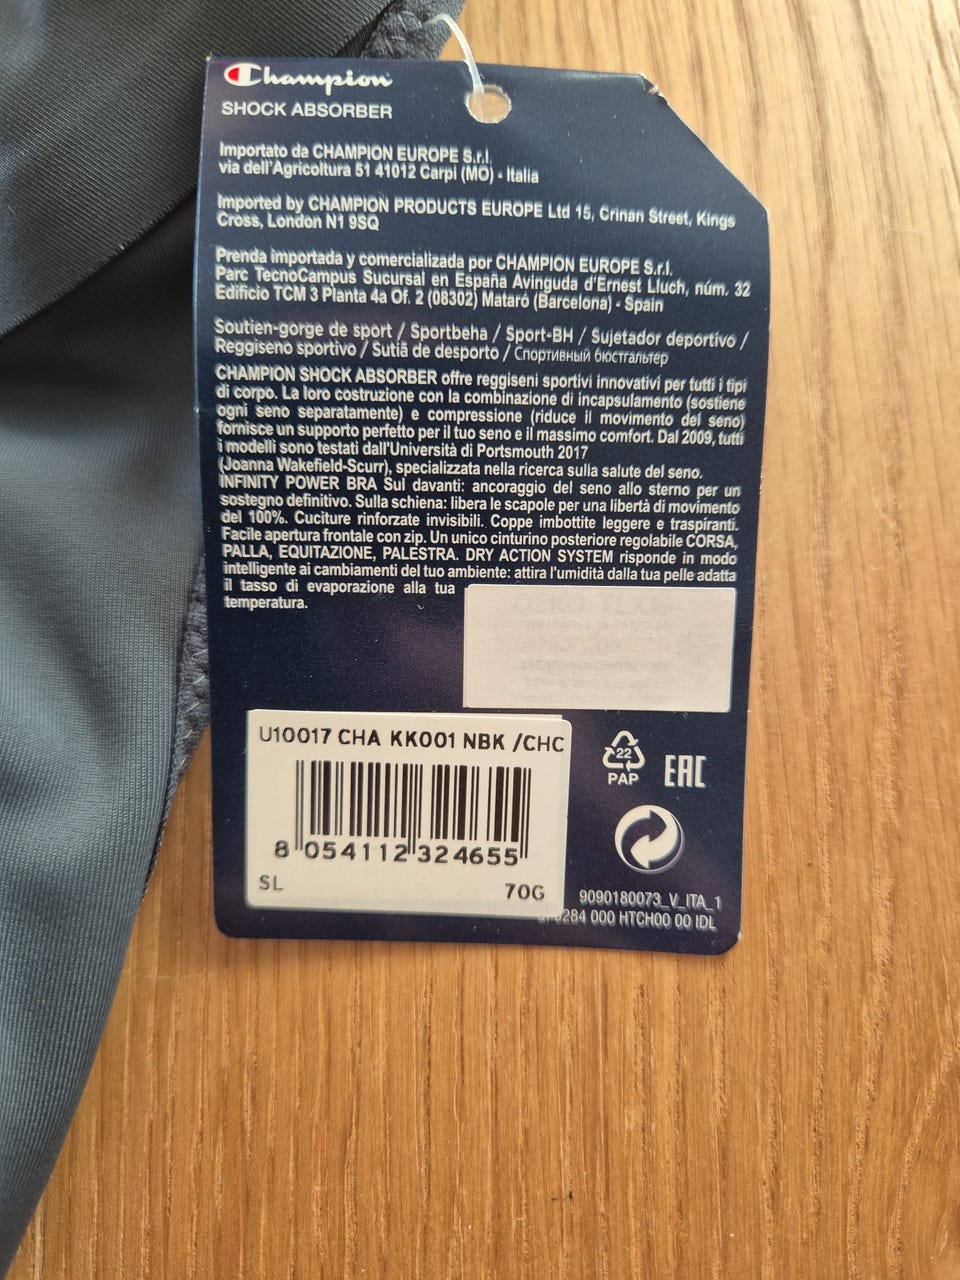 Champion
SHOCK ABSORBER
Importato da CHAMPION EUROPE S.r.l.
via dell'Agricoltura 51 41012 Carpi (MO) - Italia
Imported by CHAMPION PRODUCTS EUROPE Ltd 15, Crinan Street, Kings
Cross, London N1 9SQ
Prenda importada y comercializada por CHAMPION EUROPE S.r.l.
Parc TecnoCampus Sucursal en España Avinguda d'Ernest Lluch, núm. 32
Edificio TCM 3 Planta 4a Of. 2 (08302) Mataró (Barcelona) - Spain
Soutien-gorge de sport / Sportbeha / Sport-BH / Sujetador deportivo /
Reggiseno sportivo / Sutiã de desporto / Спортивный бюстгальтер
CHAMPION SHOCK ABSORBER offre reggiseni sportivi innovativi per tutti i tipi
di corpo. La loro costruzione con la combinazione di incapsulamento (sostiene
ogni seno separatamente) e compressione (riduce il movimento del seno)
fornisce un supporto perfetto per il tuo seno e il massimo comfort. Dal 2009, tutti
i modelli sono testati dall'Università di Portsmouth 2017
(Joanna Wakefield-Scurr), specializzata nella ricerca sulla salute del seno.
INFINITY POWER BRA Sul davanti: ancoraggio del seno allo sterno per un
sostegno definitivo. Sulla schiena: libera le scapole per una libertà di movimento
del 100%. Cuciture rinforzate invisibili. Coppe imbottite leggere e traspiranti.
Facile apertura frontale con zip. Un unico cinturino posteriore regolabile CORSA,
PALLA, EQUITAZIONE, PALESTRA. DRY ACTION SYSTEM risponde in modo
intelligente ai cambiamenti del tuo ambiente: attira l'umidità dalla tua pelle adatta
il tasso di evaporazione alla tua
temperatura.
OEKO-TEX
U10017 CHA KK001 NBK /CHC
8 054112 324655
SL 70G
22
PAP
EAC
9090180073_V_ITA_1
0284 000 HTCH00 00 IDL